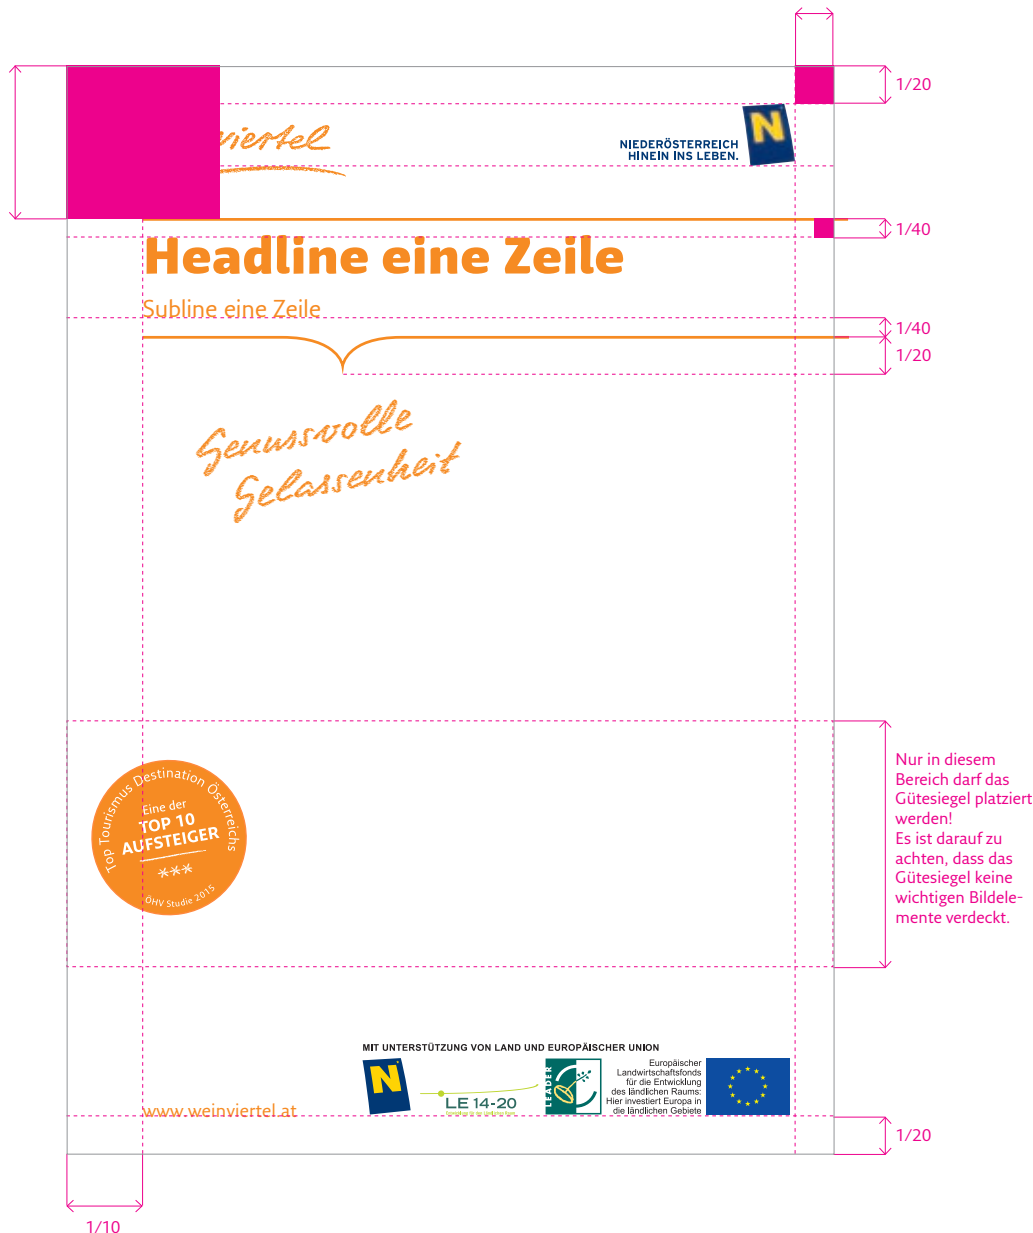 1/20
viertel
NIEDERÖSTERREICH
HINEIN INS LEBEN.
N
1/40
Headline eine Zeile
Subline eine Zeile
1/40
1/20
Genussvolle
Gelassenheit
Nur in diesem
Bereich darf das
Gütesiegel platziert
werden!
Es ist darauf zu
achten, dass das
Gütesiegel keine
wichtigen Bildele-
mente verdeckt.
Top Tourismus Destination Österreichs
Eine der
TOP 10
AUFSTEIGER
***
ÖHV Studie 2015
MIT UNTERSTÜTZUNG VON LAND UND EUROPÄISCHER UNION
N
LE 14-20
LEADER
Europäischer
Landwirtschaftsfonds
für die Entwicklung
des ländlichen Raums:
Hier investiert Europa in
die ländlichen Gebiete
www.weinviertel.at
1/20
1/10